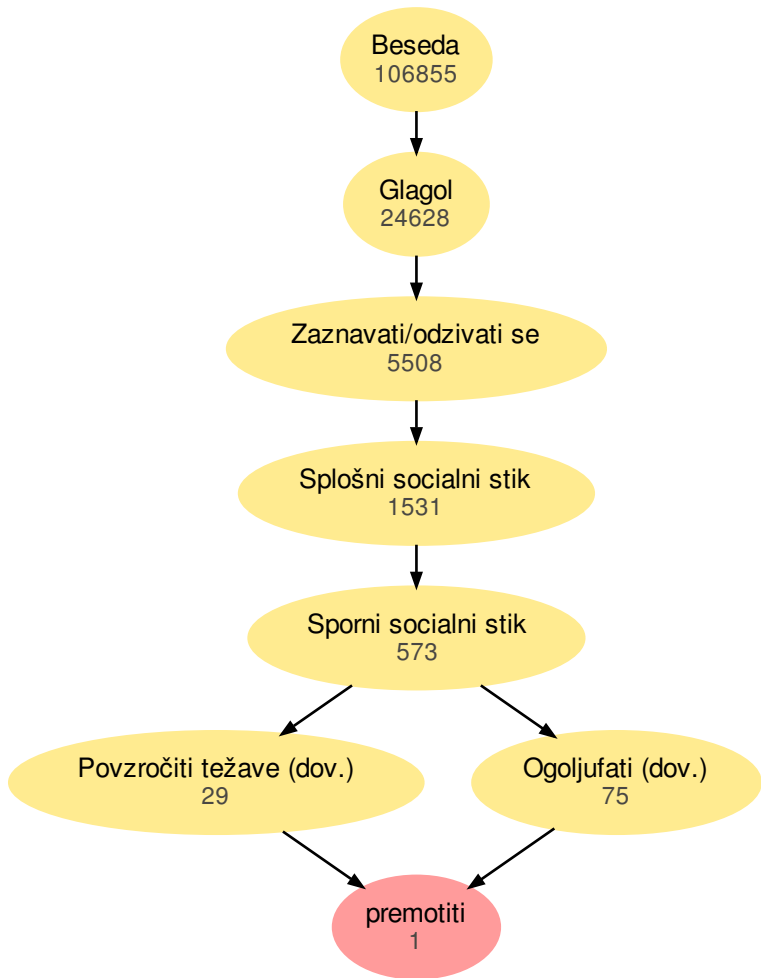 Beseda
106855
Glagol
24628
Zaznavati/odzivati se
5508
Splošni socialni stik
1531
Sporni socialni stik
573
Povzročiti težave (dov.)
29
Ogoljufati (dov.)
75
premotiti
1